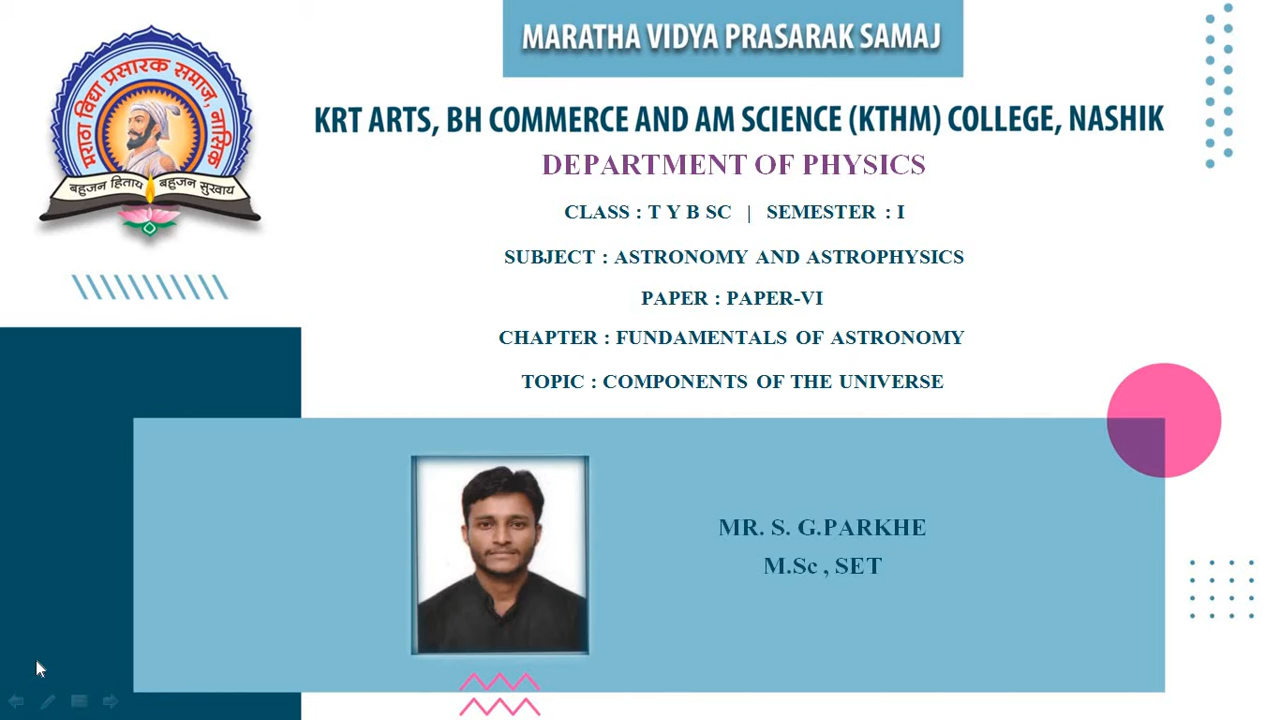 मराठा विद्या प्रसारक समाज, नाशिक
बहुजन हिताय बहुजन सुखाय
MARATHA VIDYA PRASARAK SAMAJ
KRT ARTS, BH COMMERCE AND AM SCIENCE (KTHM) COLLEGE, NASHIK
DEPARTMENT OF PHYSICS
CLASS : T Y B SC | SEMESTER : I
SUBJECT : ASTRONOMY AND ASTROPHYSICS
PAPER : PAPER-VI
CHAPTER : FUNDAMENTALS OF ASTRONOMY
TOPIC : COMPONENTS OF THE UNIVERSE
MR. S. G.PARKHE
M.Sc , SET